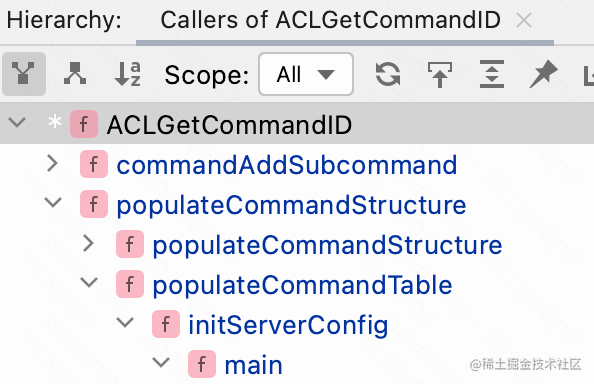 Hierarchy: Callers of ACLGetCommandID
Scope: All
* f ACLGetCommandID
f commandAddSubcommand
f populateCommandStructure
f populateCommandStructure
f populateCommandTable
f initServerConfig
f main
@稀土掘金技术社区